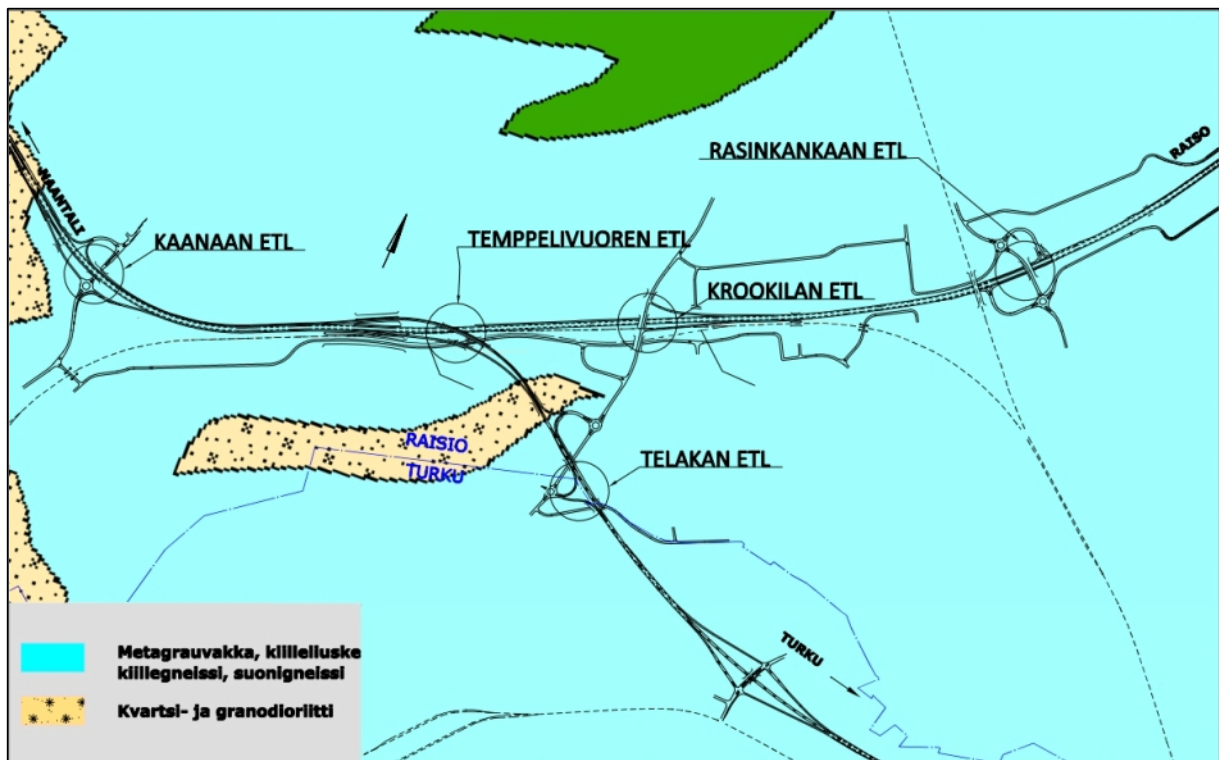 RASINKANKAAN ETL
RAISO
NAANTALI
KAANAAN ETL
TEMPPELIVUOREN ETL
KROOKILAN ETL
RAISIO
TURKU
TELAKAN ETL
TURKU
Metagrauvakka, kiilleliuske
kiillegneissi, suonigneissi
Kvartsi- ja granodioriitti